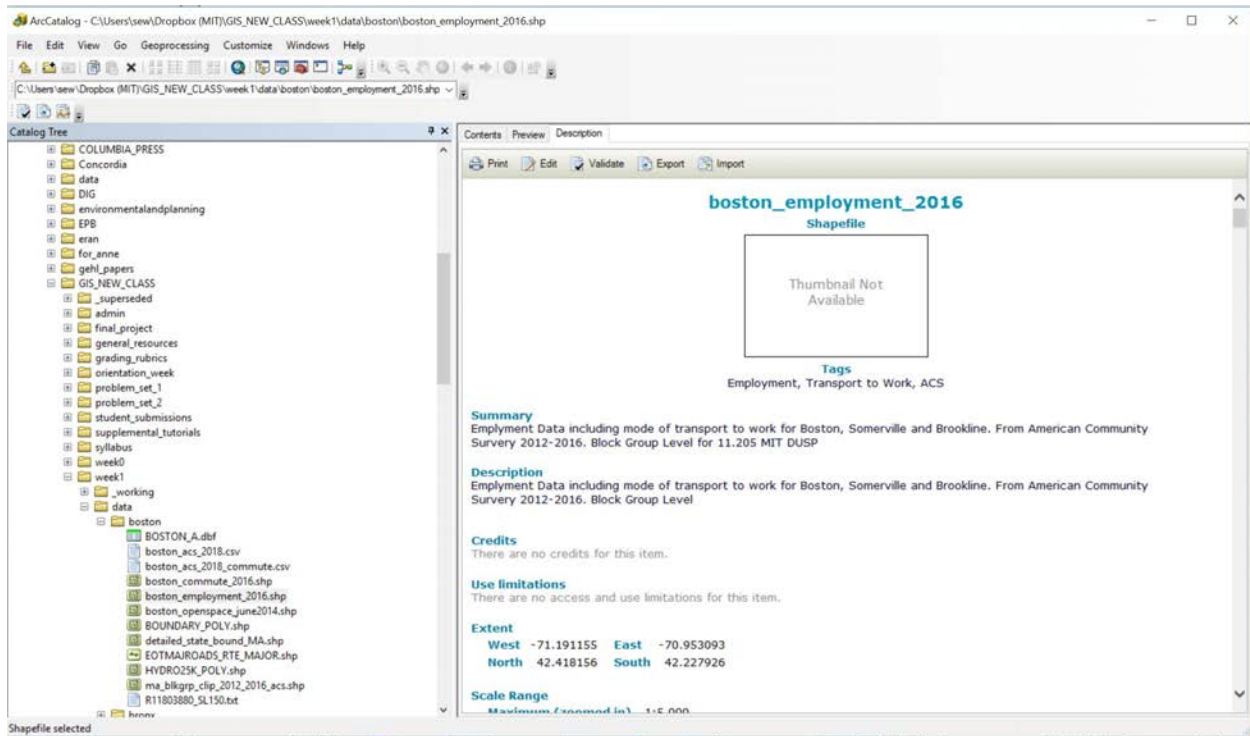 ArcCatalog - C:\Users\sew\Dropbox (MIT)\GIS_NEW_CLASS\week1\data\boston\boston_employment_2016.shp
File Edit View Go Geoprocessing Customize Windows Help
C:\Users\sew\Dropbox (MIT)\GIS_NEW_CLASS\week1\data\boston\boston_employment_2016.shp
Catalog Tree
COLUMBIA_PRESS
Concordia
data
DIG
environmentalandplanning
EPB
eran
for_anne
gehl_papers
GIS_NEW_CLASS
_superseded
admin
final_project
general_resources
grading_rubrics
orientation_week
problem_set_1
problem_set_2
student_submissions
supplemental_tutorials
syllabus
week0
week1
_working
data
boston
BOSTON_A.dbf
boston_acs_2018.csv
boston_acs_2018_commute.csv
boston_commute_2016.shp
boston_employment_2016.shp
boston_openspace_june2014.shp
BOUNDARY_POLY.shp
detailed_state_bound_MA.shp
EOTMAJROADS_RTE_MAJOR.shp
HYDRO25K_POLY.shp
ma_blkgrp_clip_2012_2016_acs.shp
R11803880_SL150.txt
bronx
Contents Preview Description
Print Edit Validate Export Import
boston_employment_2016
Shapefile
Thumbnail Not
Available
Tags
Employment, Transport to Work, ACS
Summary
Emplyment Data including mode of transport to work for Boston, Somerville and Brookline. From American Community
Survery 2012-2016. Block Group Level for 11.205 MIT DUSP
Description
Emplyment Data including mode of transport to work for Boston, Somerville and Brookline. From American Community
Survery 2012-2016. Block Group Level
Credits
There are no credits for this item.
Use limitations
There are no access and use limitations for this item.
Extent
West -71.191155 East -70.953093
North 42.418156 South 42.227926
Scale Range
Maximum (zoomed in) 1:5,000
Shapefile selected